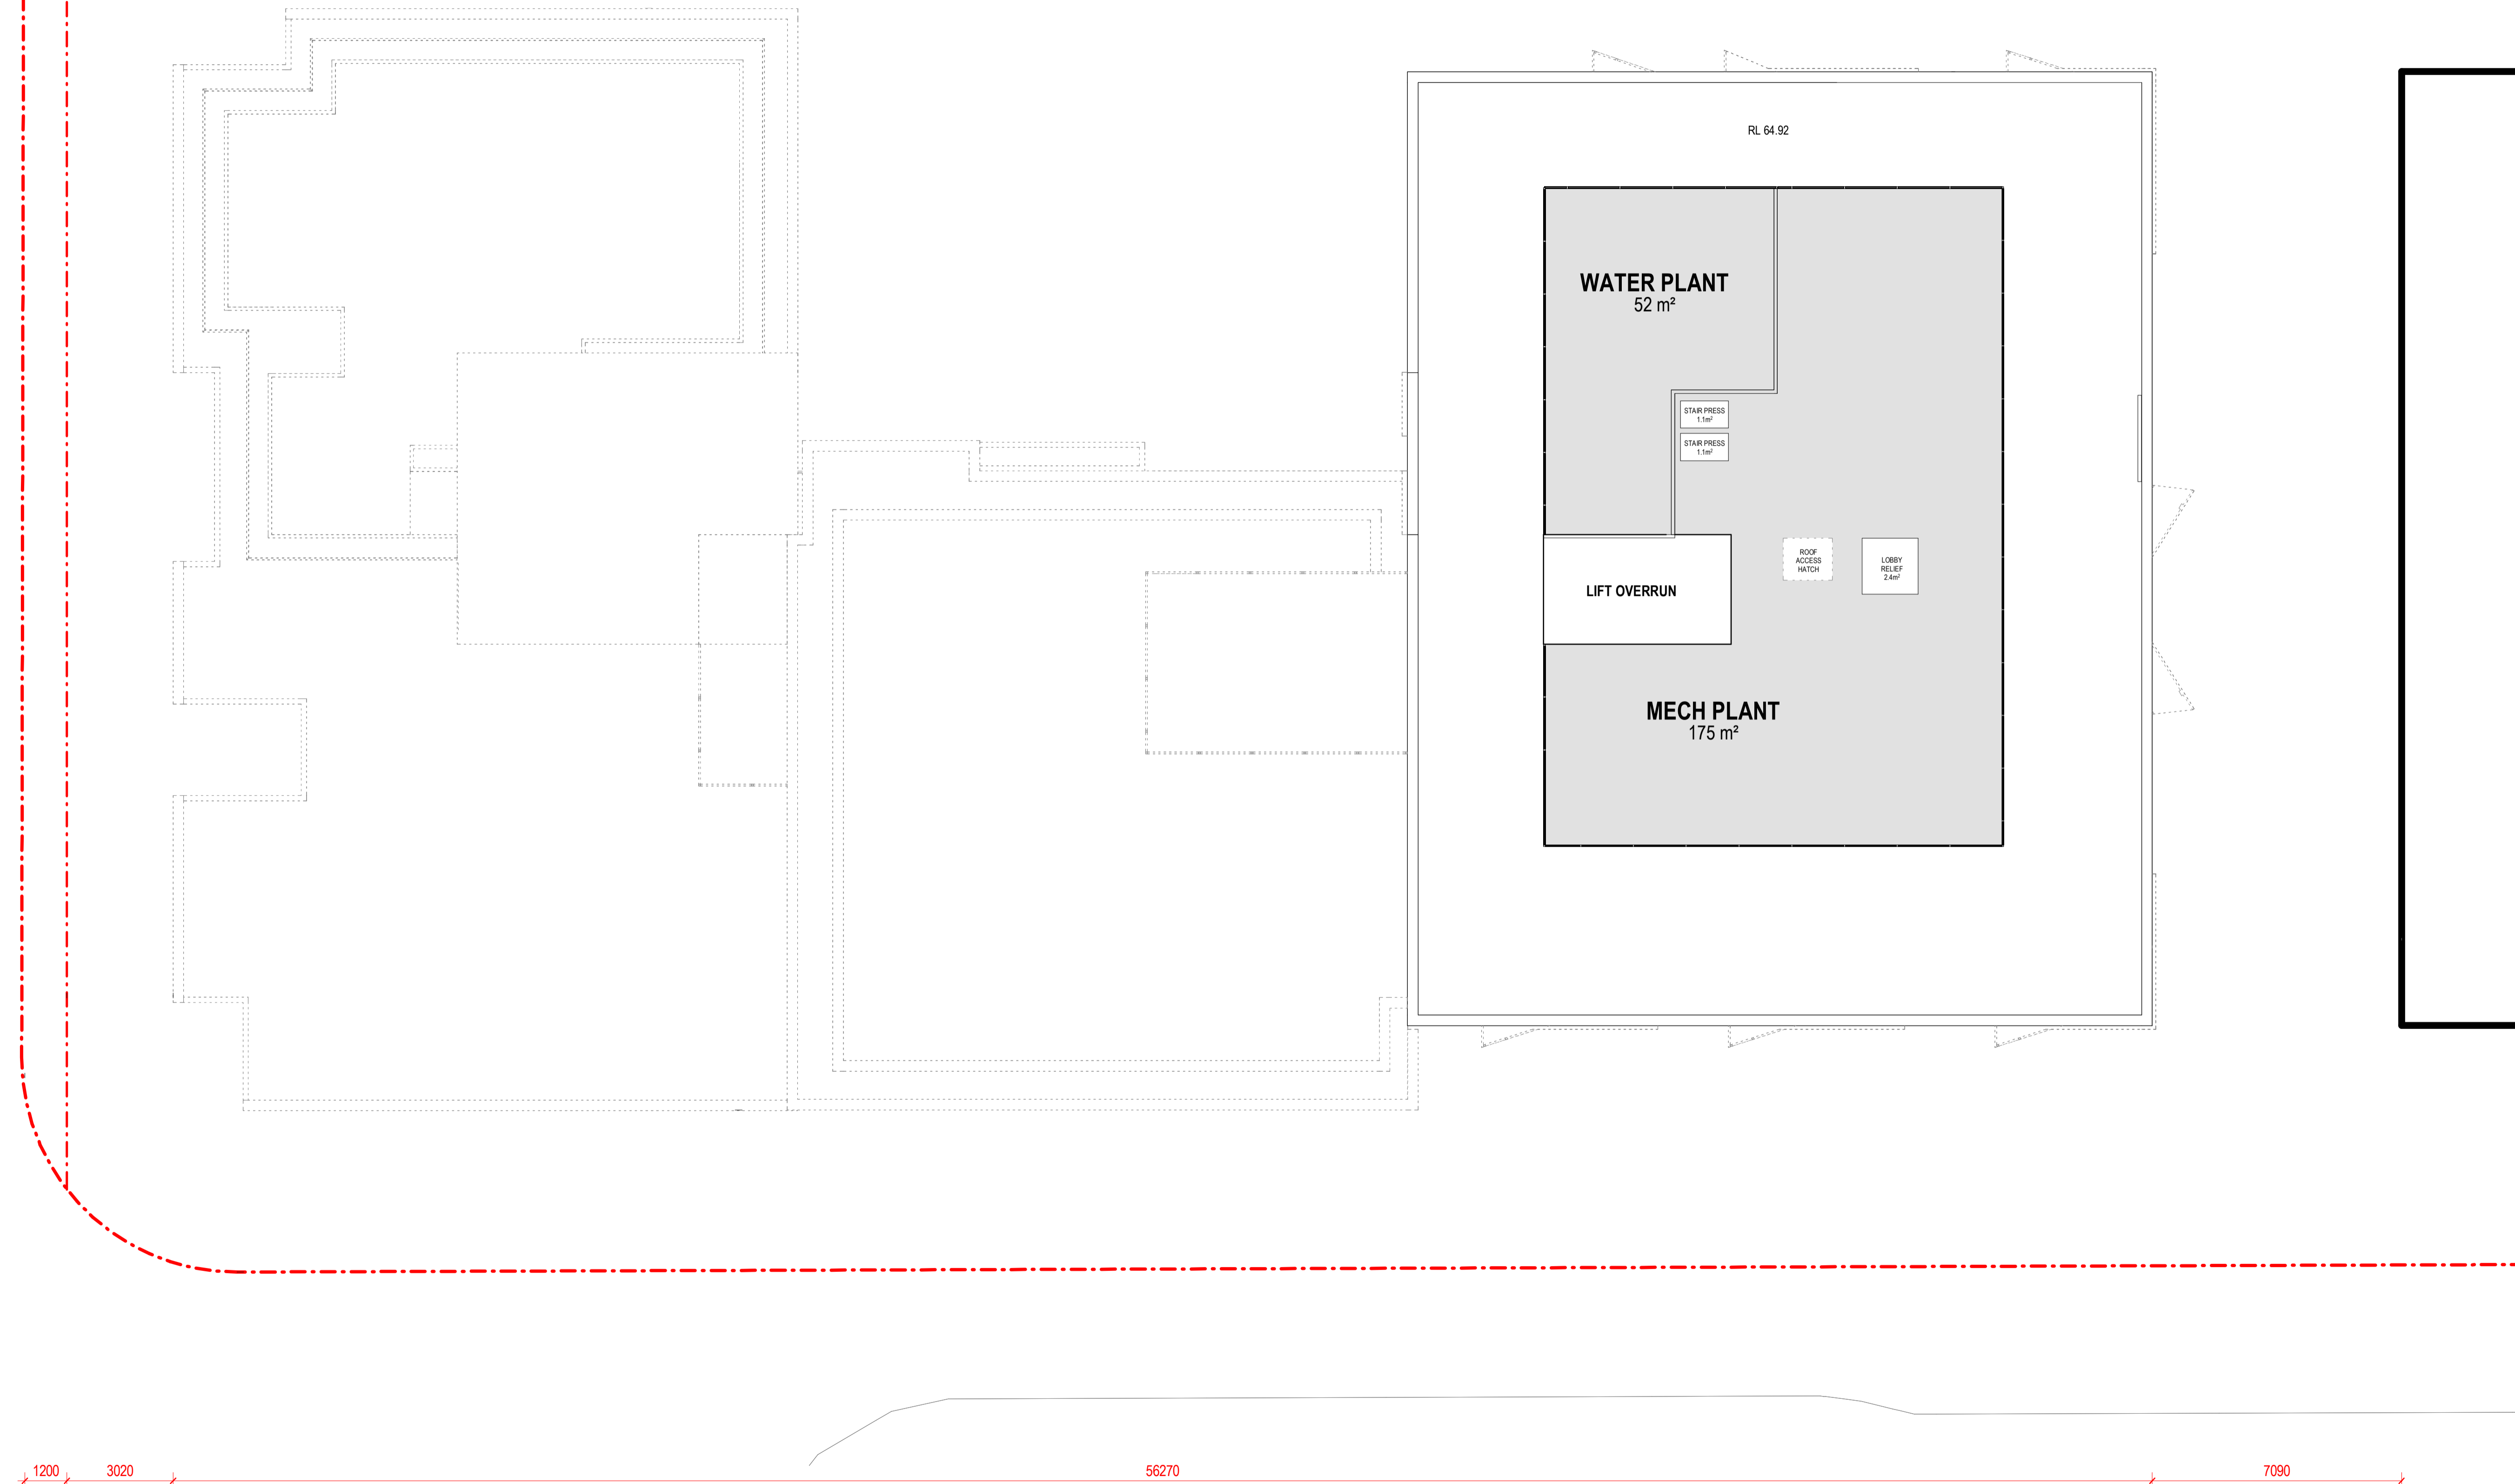 RL 64.92
WATER PLANT
52 m²
STAIR PRESS
1.1m²
STAIR PRESS
1.1m²
ROOF
ACCESS
HATCH
LOBBY
RELIEF
2.4m²
LIFT OVERRUN
MECH PLANT
175 m²
1200 3020 56270 7090